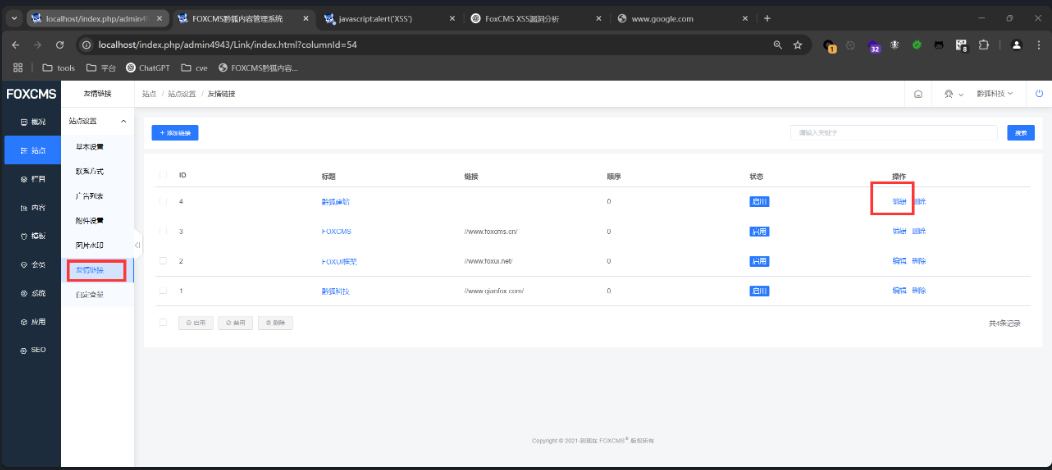 localhost/index.php/admin4
FOXCMS黔狐内容管理系统
javascript:alert('XSS')
FoxCMS XSS漏洞分析
www.google.com
localhost/index.php/admin4943/Link/index.html?columnId=54
1
32
8
tools
平台
ChatGPT
cve
FOXCMS黔狐内容...
FOXCMS
友情链接
站点 / 站点设置 / 友情链接
黔狐科技
概况
站点
栏目
内容
模板
会员
系统
应用
SEO
站点设置
基本设置
联系方式
广告列表
附件设置
图片水印
友情链接
自定变量
+ 添加链接
请输入关键字
搜索
ID 标题 链接 顺序 状态 操作
4 黔狐建站 0 启用 编辑 删除
3 FOXCMS //www.foxcms.cn/ 0 启用 编辑 删除
2 FOXUI框架 //www.foxui.net/ 0 启用 编辑 删除
1 黔狐科技 //www.qianfox.com/ 0 启用 编辑 删除
启用 禁用 删除
共4条记录
Copyright © 2021-到现在 FOXCMS® 版权所有